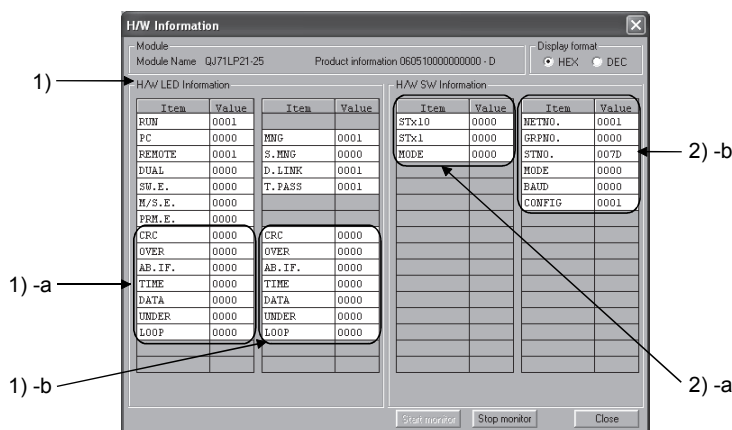 H/W Information
Module
Module Name QJ71LP21-25 Product information 060510000000000 - D
Display format
HEX DEC
1)
H/W LED Information
Item Value Item Value
RUN 0001
PC 0000 MNG 0001
REMOTE 0001 S.MNG 0000
DUAL 0000 D.LINK 0001
SW.E. 0000 T.PASS 0001
M/S.E. 0000
PRM.E. 0000
CRC 0000 CRC 0000
OVER 0000 OVER 0000
AB.IF. 0000 AB.IF. 0000
TIME 0000 TIME 0000
DATA 0000 DATA 0000
UNDER 0000 UNDER 0000
LOOP 0000 LOOP 0000
1) -a
1) -b
H/W SW Information
Item Value Item Value
STx10 0000 NETNO. 0001
STx1 0000 GRPNO. 0000
MODE 0000 STNO. 007D
MODE 0000
BAUD 0000
CONFIG 0001
2) -b
2) -a
Start monitor Stop monitor Close